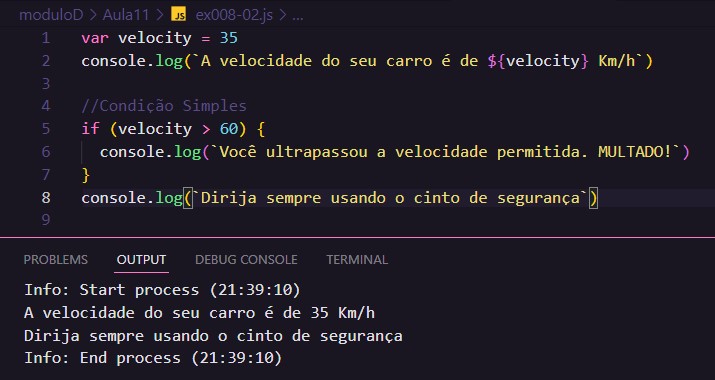 moduloD > Aula11 > JS ex008-02.js > ...
1 var velocity = 35
2 console.log(`A velocidade do seu carro é de ${velocity} Km/h`)
3
4 //Condição Simples
5 if (velocity > 60) {
6 console.log(`Você ultrapassou a velocidade permitida. MULTADO!`)
7 }
8 console.log(`Dirija sempre usando o cinto de segurança`)
9
PROBLEMS OUTPUT DEBUG CONSOLE TERMINAL
Info: Start process (21:39:10)
A velocidade do seu carro é de 35 Km/h
Dirija sempre usando o cinto de segurança
Info: End process (21:39:10)